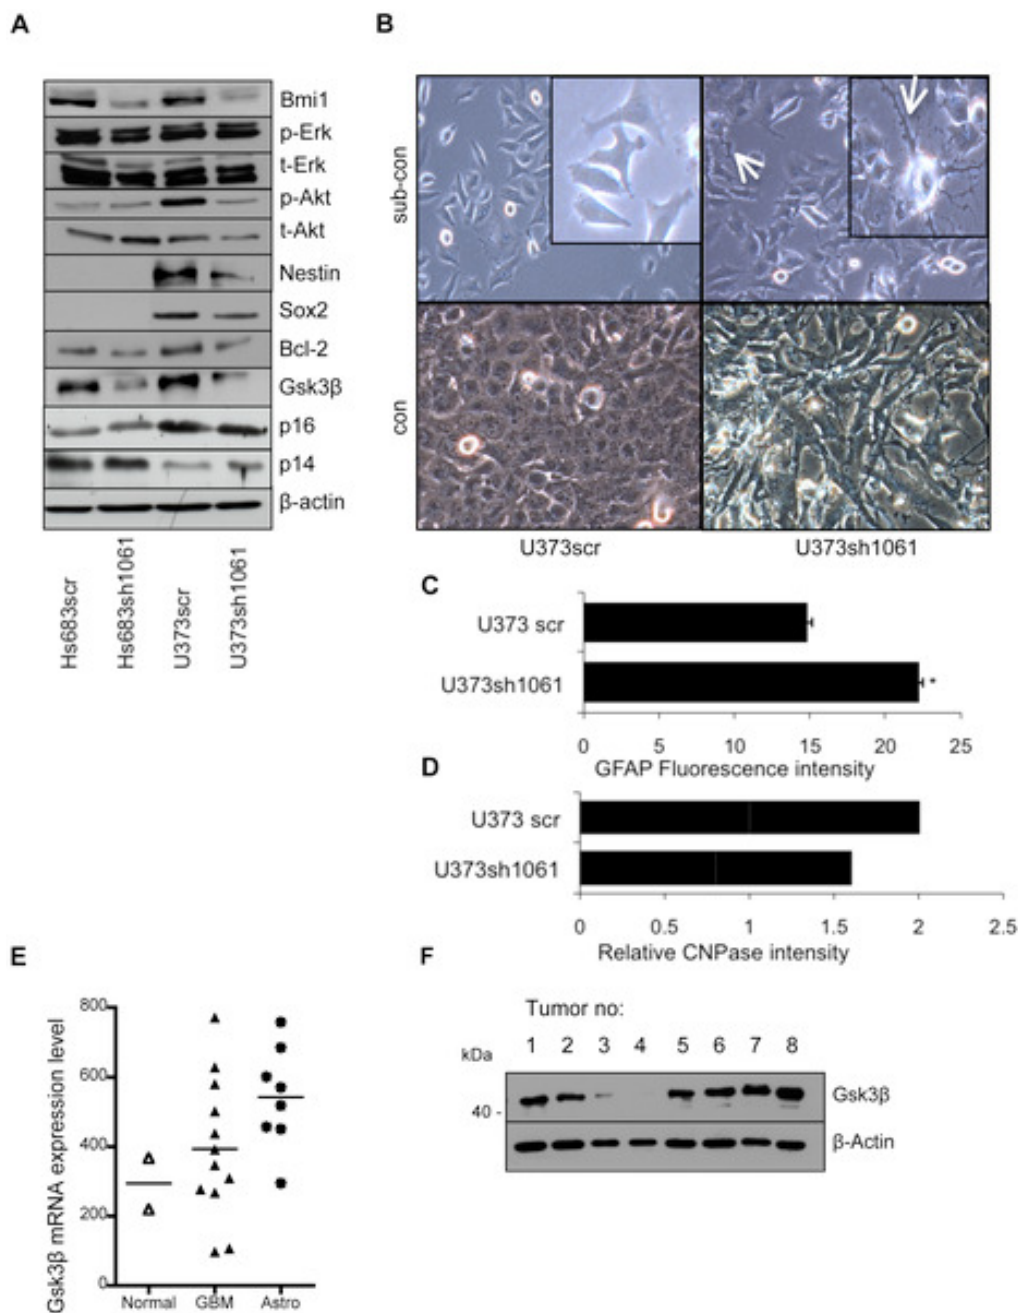 A
Bmi1
p-Erk
t-Erk
p-Akt
t-Akt
Nestin
Sox2
Bcl-2
Gsk3β
p16
p14
β-actin
Hs683scr
Hs683sh1061
U373scr
U373sh1061
B
sub-con
con
U373scr
U373sh1061
C
U373 scr
U373sh1061
*
0 5 10 15 20 25
GFAP Fluorescence intensity
D
U373 scr
U373sh1061
0 0.5 1 1.5 2 2.5
Relative CNPase intensity
E
Gsk3β mRNA expression level
800
600
400
200
0
Normal GBM Astro
F
Tumor no:
kDa 1 2 3 4 5 6 7 8
Gsk3β
40 -
β-Actin